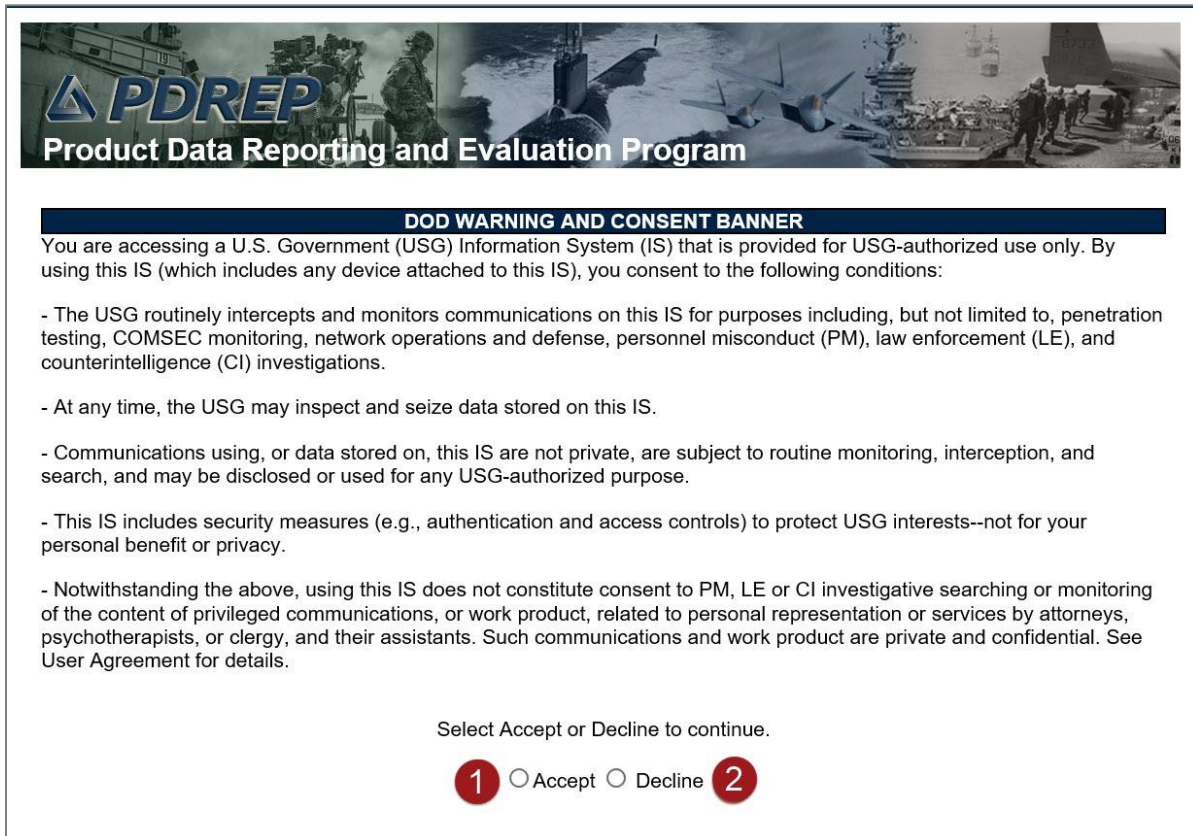 19
6733
PDREP
Product Data Reporting and Evaluation Program
DOD WARNING AND CONSENT BANNER
You are accessing a U.S. Government (USG) Information System (IS) that is provided for USG-authorized use only. By
using this IS (which includes any device attached to this IS), you consent to the following conditions:
- The USG routinely intercepts and monitors communications on this IS for purposes including, but not limited to, penetration
testing, COMSEC monitoring, network operations and defense, personnel misconduct (PM), law enforcement (LE), and
counterintelligence (CI) investigations.
- At any time, the USG may inspect and seize data stored on this IS.
- Communications using, or data stored on, this IS are not private, are subject to routine monitoring, interception, and
search, and may be disclosed or used for any USG-authorized purpose.
- This IS includes security measures (e.g., authentication and access controls) to protect USG interests--not for your
personal benefit or privacy.
- Notwithstanding the above, using this IS does not constitute consent to PM, LE or CI investigative searching or monitoring
of the content of privileged communications, or work product, related to personal representation or services by attorneys,
psychotherapists, or clergy, and their assistants. Such communications and work product are private and confidential. See
User Agreement for details.
Select Accept or Decline to continue.
1 Accept Decline 2